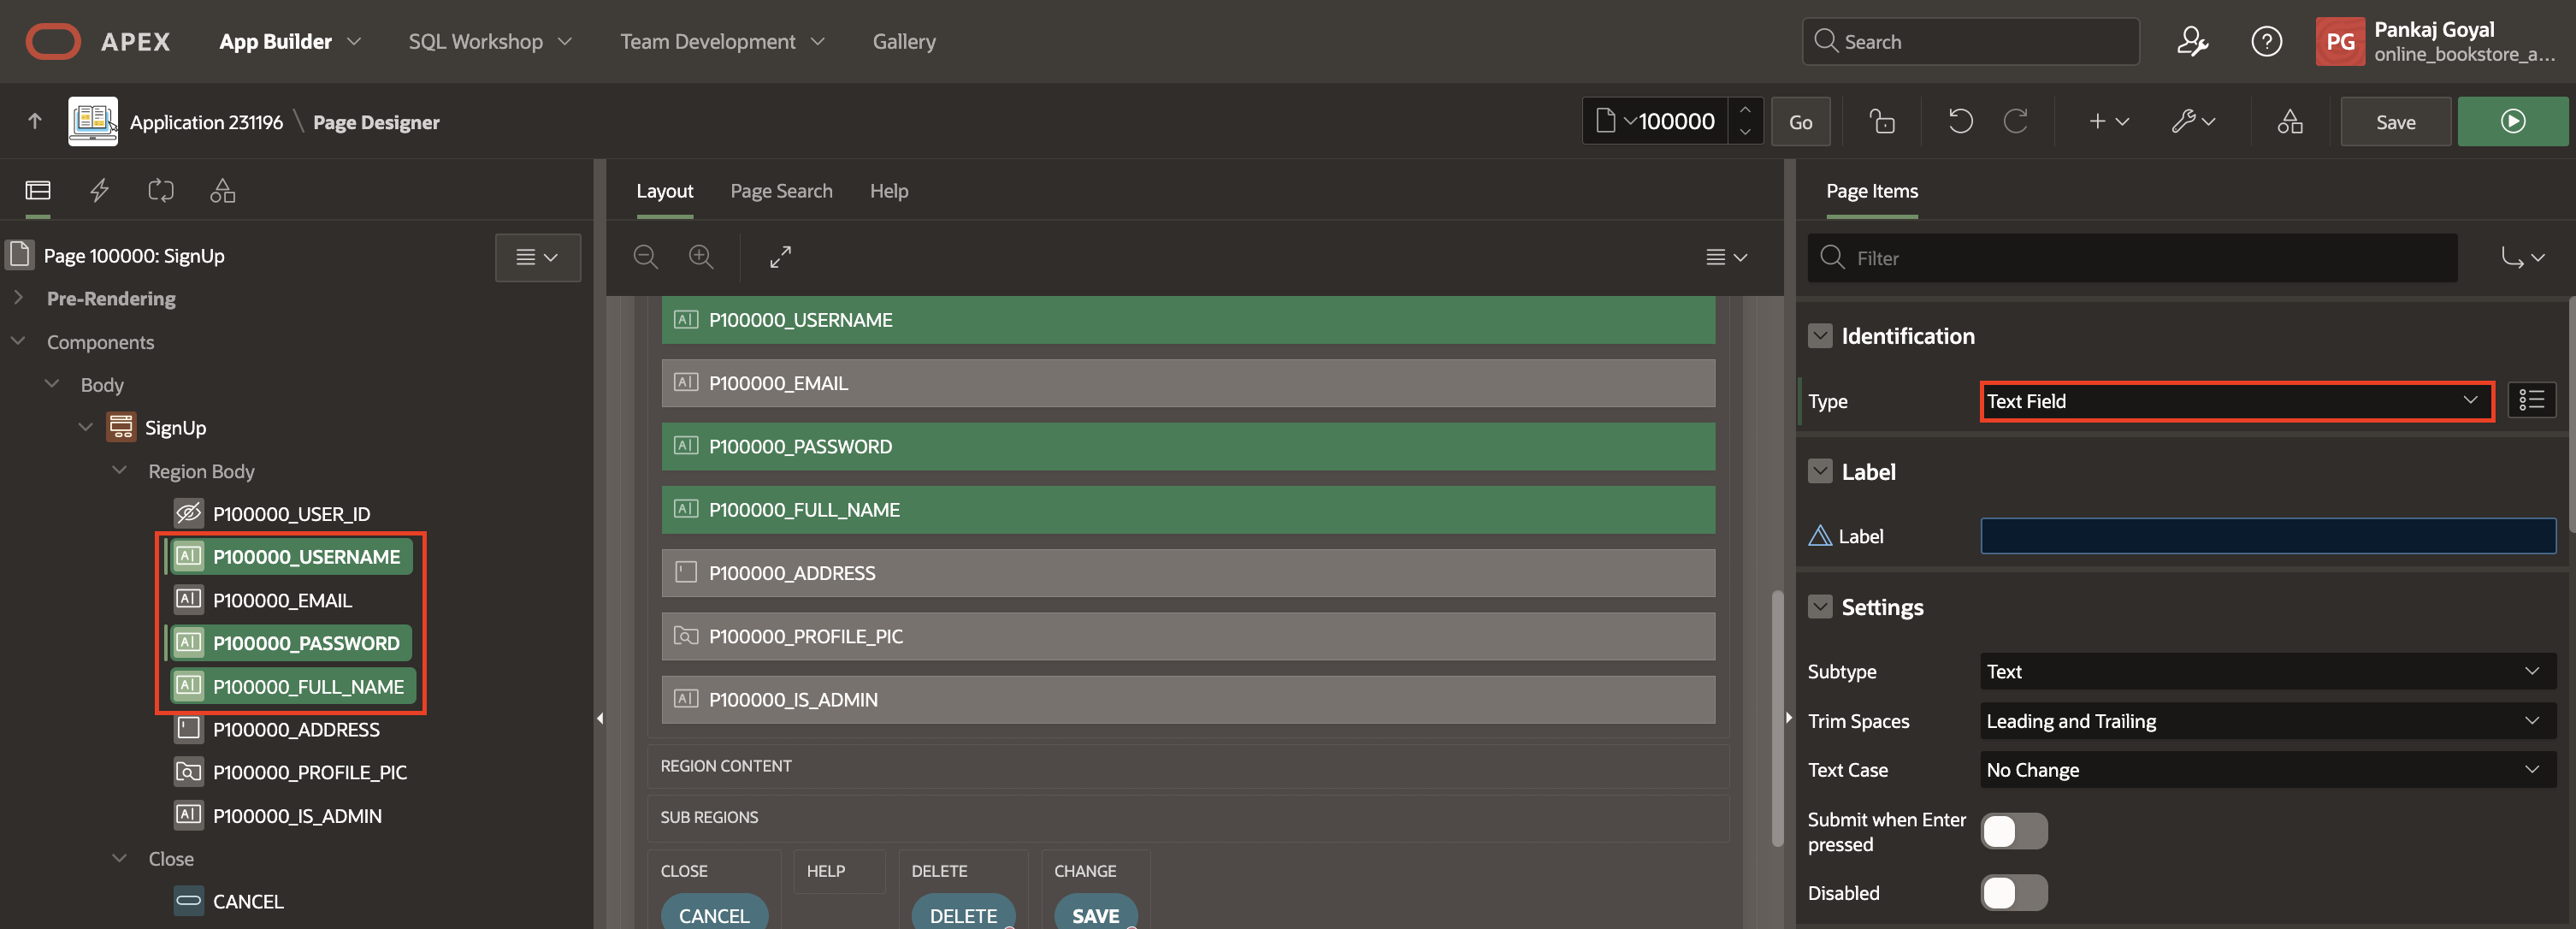 APEX App Builder SQL Workshop Team Development Gallery Search PG Pankaj Goyal
online_bookstore_a...
Application 231196 \ Page Designer 100000 Go Save
Layout Page Search Help
Page Items
Page 100000: SignUp
Filter
Pre-Rendering
Components
Body
SignUp
Region Body
P100000_USER_ID
P100000_USERNAME
P100000_EMAIL
P100000_PASSWORD
P100000_FULL_NAME
P100000_ADDRESS
P100000_PROFILE_PIC
P100000_IS_ADMIN
Close
CANCEL
P100000_USERNAME
P100000_EMAIL
P100000_PASSWORD
P100000_FULL_NAME
P100000_ADDRESS
P100000_PROFILE_PIC
P100000_IS_ADMIN
REGION CONTENT
SUB REGIONS
CLOSE HELP DELETE CHANGE
CANCEL DELETE SAVE
Identification
Type Text Field
Label
Label
Settings
Subtype Text
Trim Spaces Leading and Trailing
Text Case No Change
Submit when Enter
pressed
Disabled